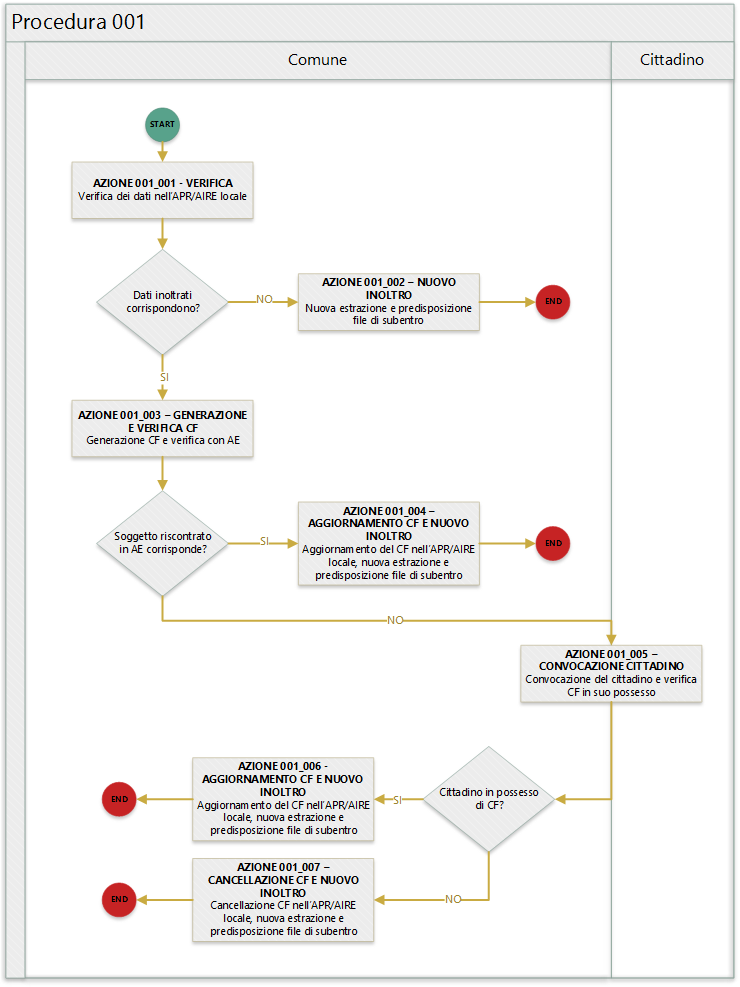 Procedura 001
Comune
Cittadino
START
AZIONE 001_001 - VERIFICA
Verifica dei dati nell'APR/AIRE locale
Dati inoltrati
corrispondono?
NO
AZIONE 001_002 – NUOVO
INOLTRO
Nuova estrazione e predisposizione
file di subentro
END
SI
AZIONE 001_003 – GENERAZIONE
E VERIFICA CF
Generazione CF e verifica con AE
Soggetto riscontrato
in AE corrisponde?
SI
AZIONE 001_004 –
AGGIORNAMENTO CF E NUOVO
INOLTRO
Aggiornamento del CF nell'APR/AIRE
locale, nuova estrazione e
predisposizione file di subentro
END
NO
AZIONE 001_005 –
CONVOCAZIONE CITTADINO
Convocazione del cittadino e verifica
CF in suo possesso
Cittadino in possesso
di CF?
SI
AZIONE 001_006 -
AGGIORNAMENTO CF E NUOVO
INOLTRO
Aggiornamento del CF nell'APR/AIRE
locale, nuova estrazione e
predisposizione file di subentro
END
NO
AZIONE 001_007 –
CANCELLAZIONE CF E NUOVO
INOLTRO
Cancellazione CF nell'APR/AIRE
locale, nuova estrazione e
predisposizione file di subentro
END